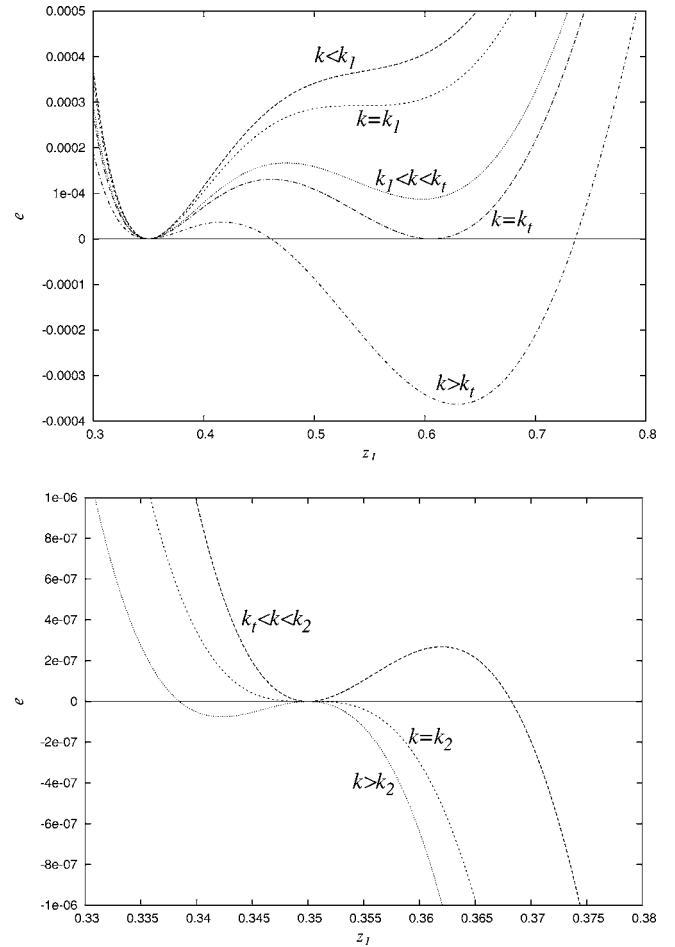 0.0005
0.0004
0.0003
0.0002
1e-04
0
-0.0001
-0.0002
-0.0003
-0.0004
e
k<k1
k=k1
k1<k<kt
k=kt
k>kt
0.3 0.4 0.5 0.6 0.7 0.8
z1
1e-06
8e-07
6e-07
4e-07
2e-07
0
-2e-07
-4e-07
-6e-07
-8e-07
-1e-06
e
kt<k<k2
k=k2
k>k2
0.33 0.335 0.34 0.345 0.35 0.355 0.36 0.365 0.37 0.375 0.38
z1